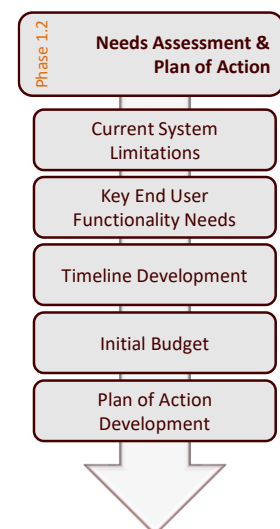 Phase 1.2
Needs Assessment &
Plan of Action
Current System
Limitations
Key End User
Functionality Needs
Timeline Development
Initial Budget
Plan of Action
Development